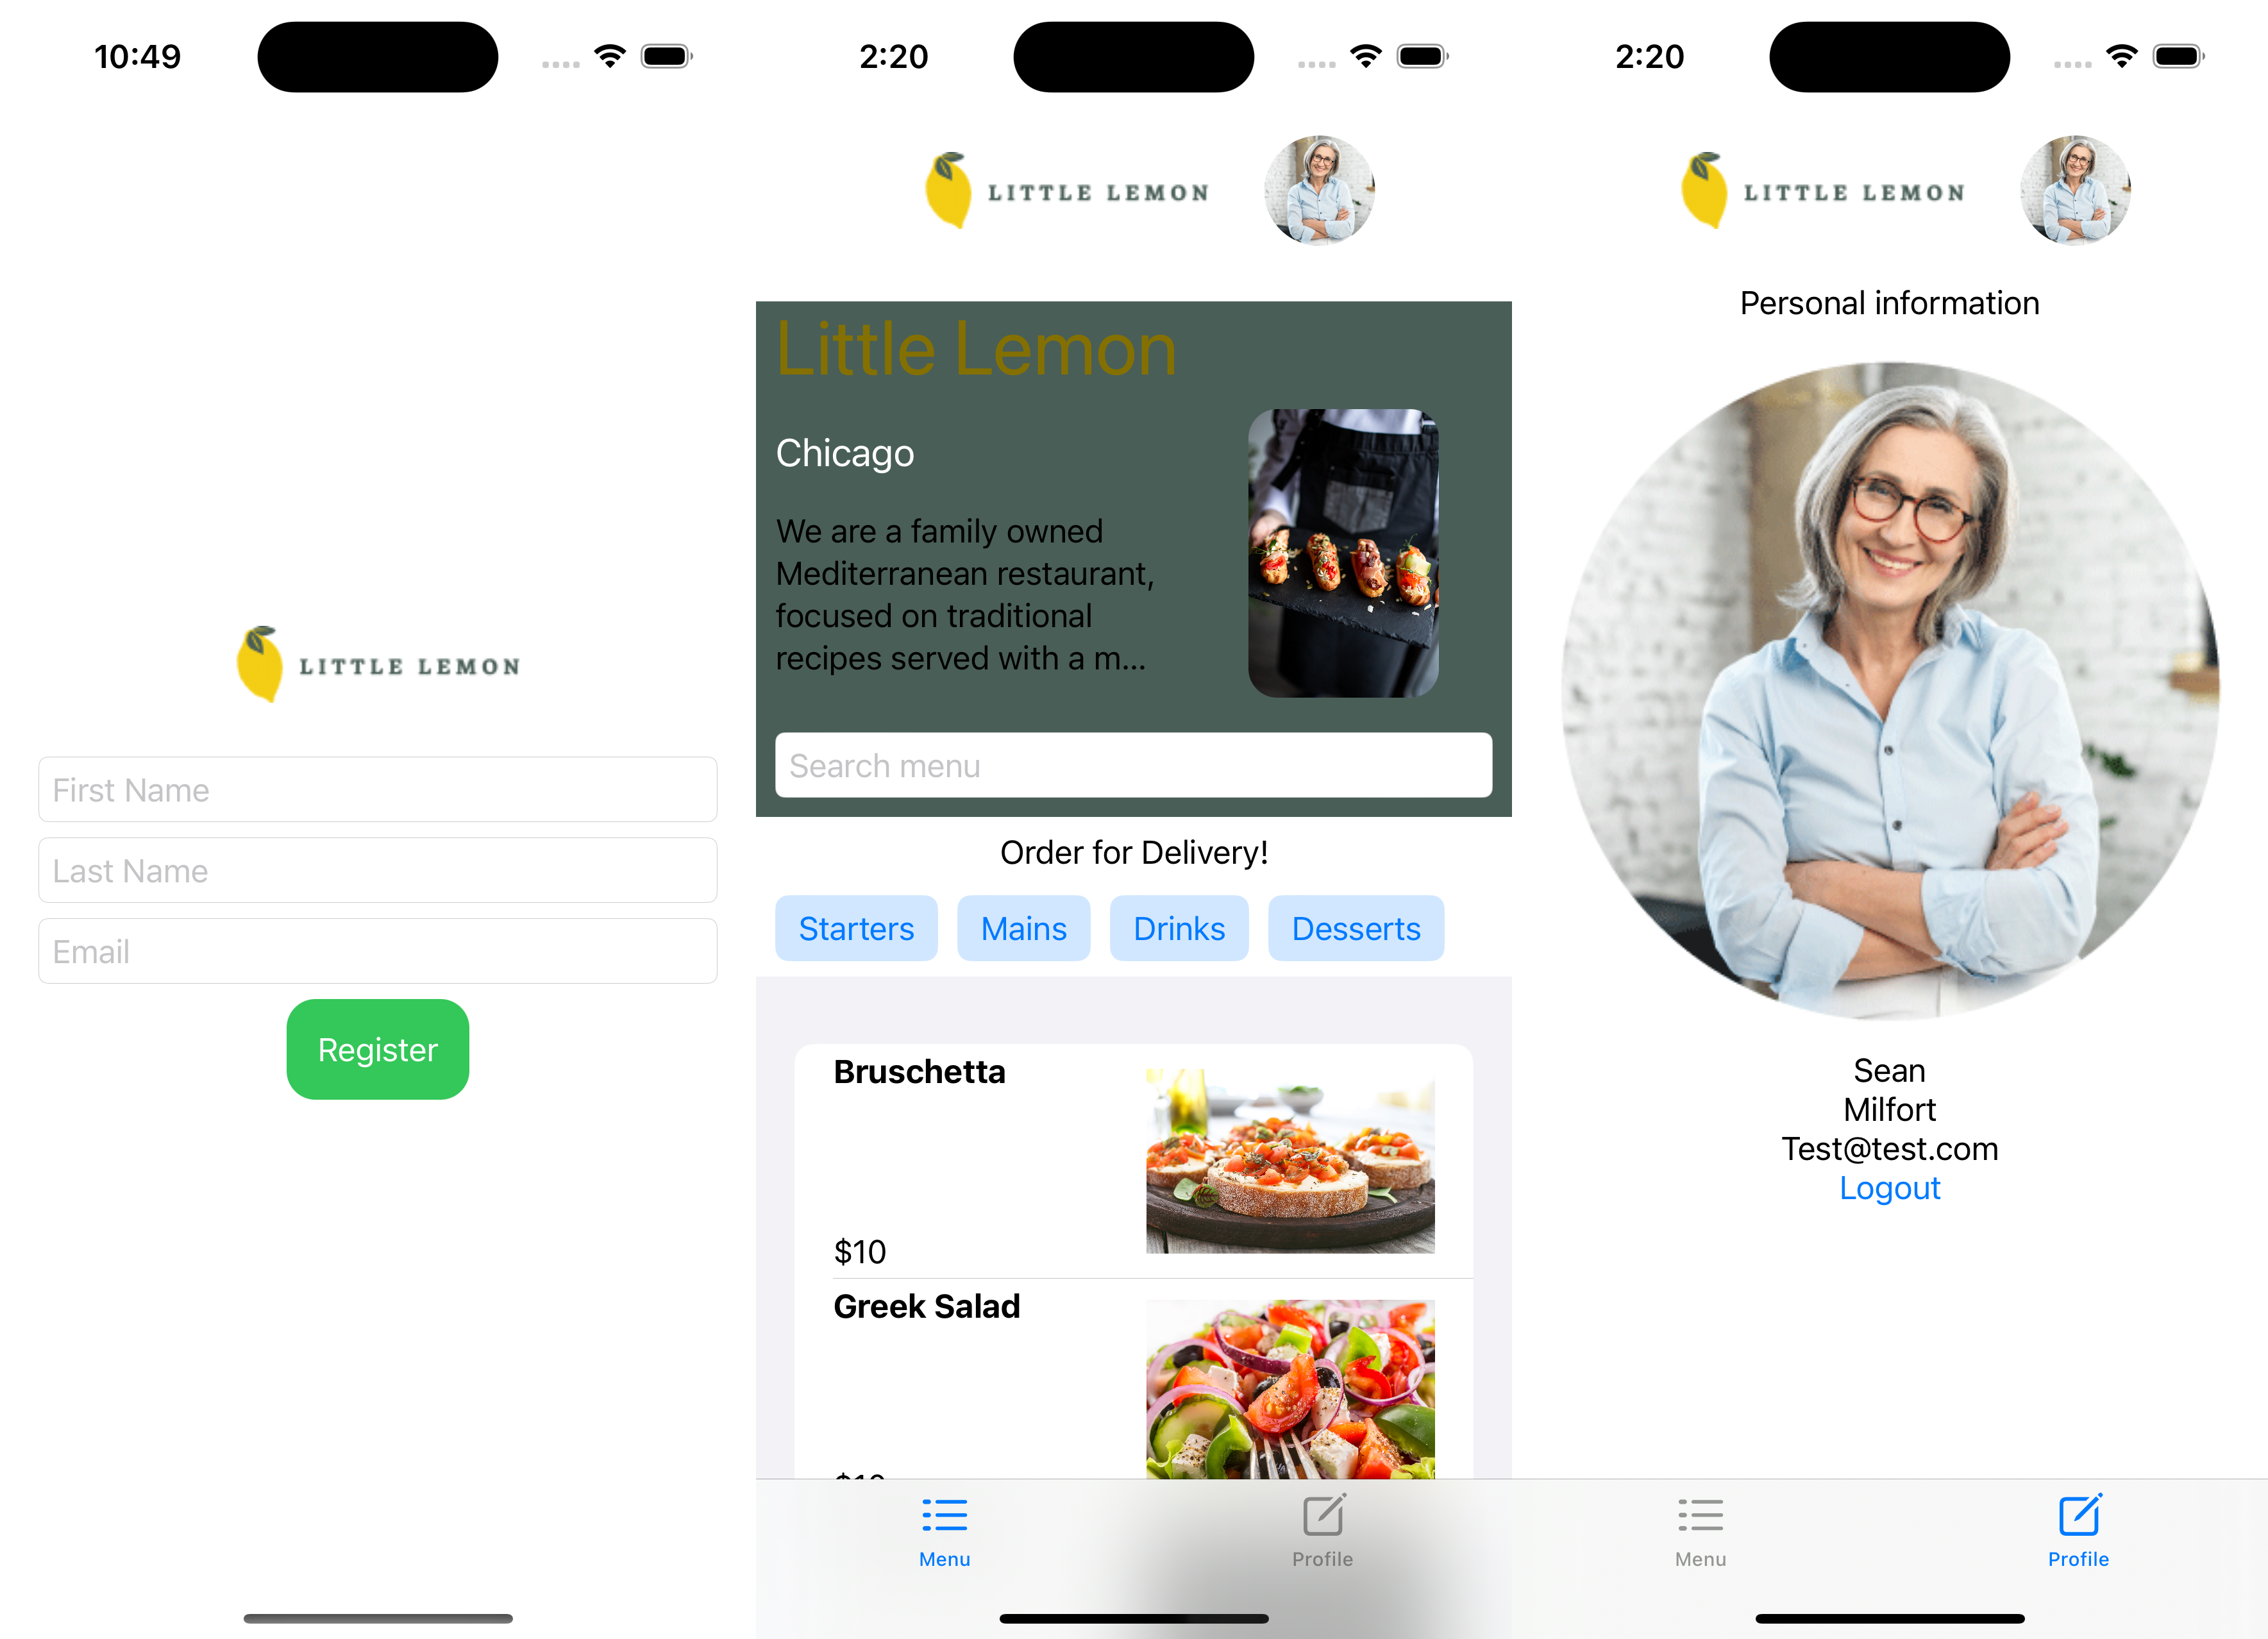 10:49
LITTLE LEMON
First Name
Last Name
Email
Register
2:20
LITTLE LEMON
Little Lemon
Chicago
We are a family owned
Mediterranean restaurant,
focused on traditional
recipes served with a m...
Search menu
Order for Delivery!
Starters Mains Drinks Desserts
Bruschetta
$10
Greek Salad
$10
Menu Profile
2:20
LITTLE LEMON
Personal information
Sean
Milfort
Test@test.com
Logout
Menu Profile